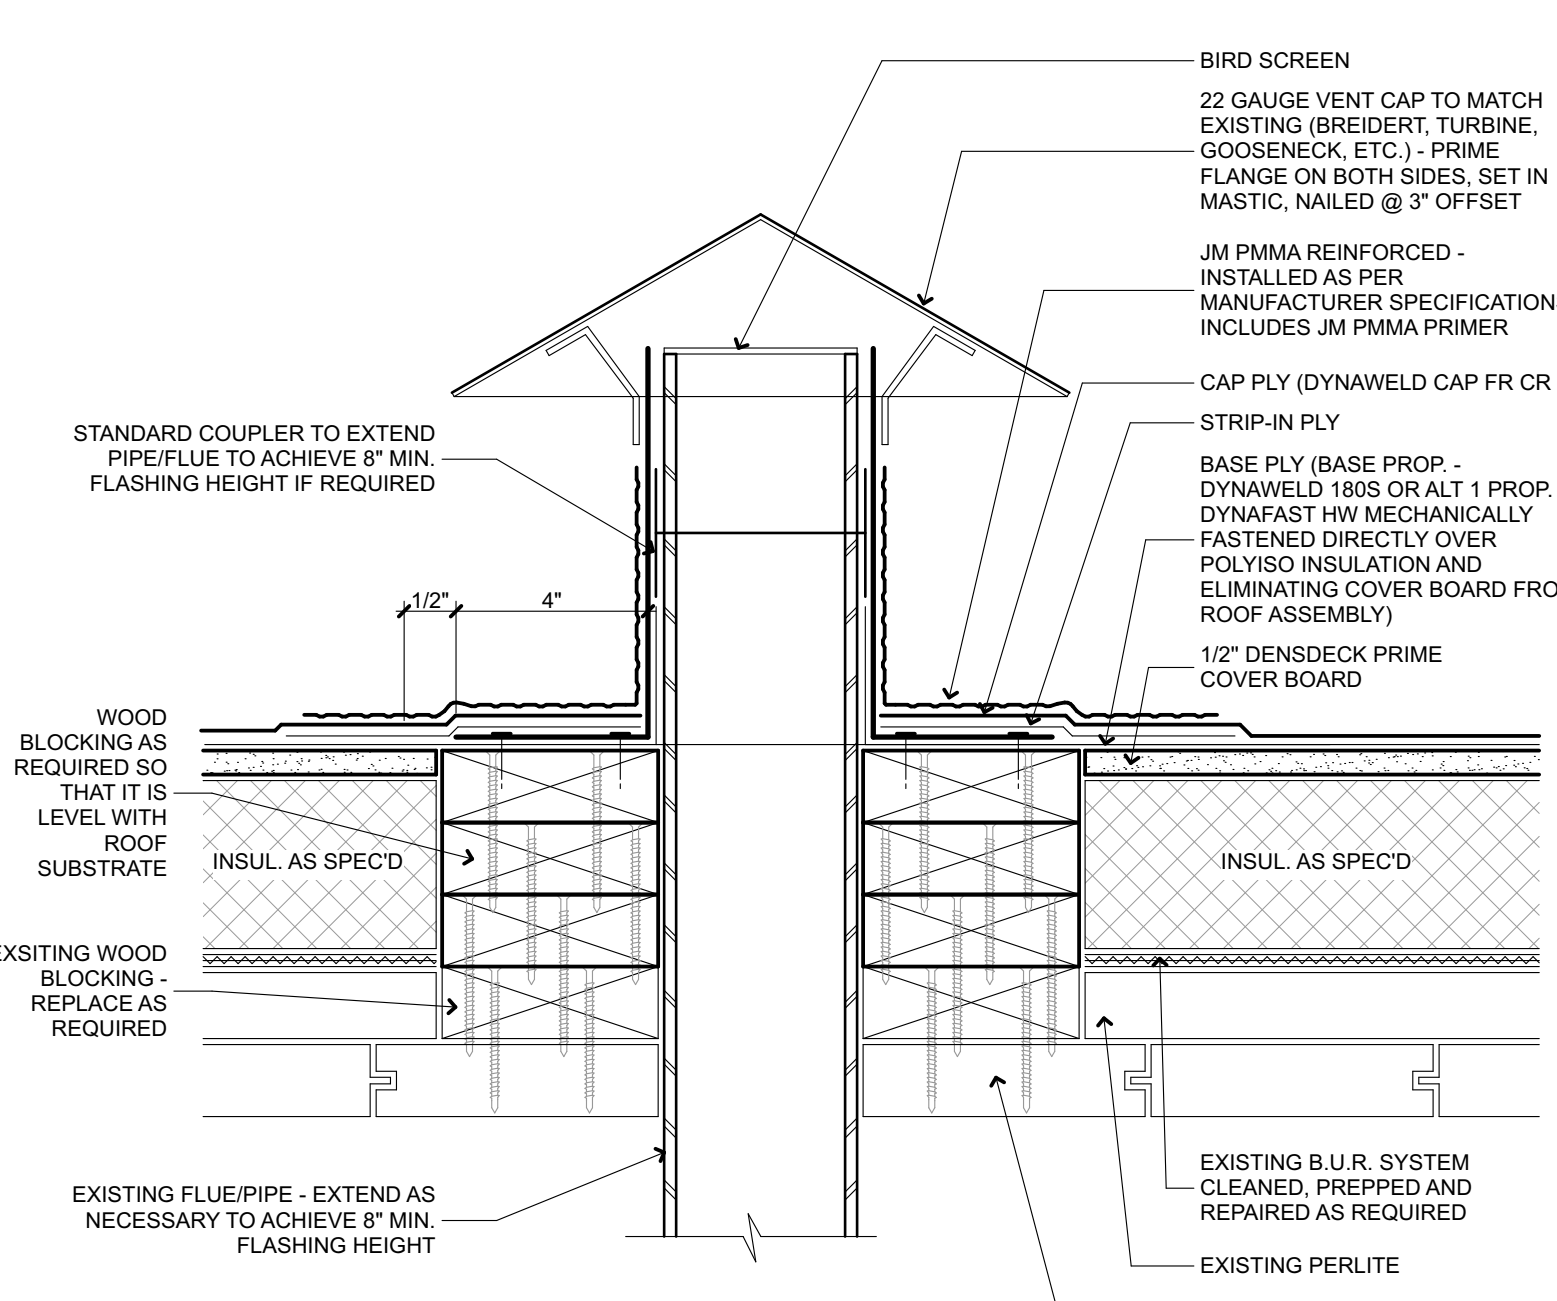 BIRD SCREEN
22 GAUGE VENT CAP TO MATCH
EXISTING (BREIDERT, TURBINE,
GOOSENECK, ETC.) - PRIME
FLANGE ON BOTH SIDES, SET IN
MASTIC, NAILED @ 3" OFFSET
JM PMMA REINFORCED -
INSTALLED AS PER
MANUFACTURER SPECIFICATION
INCLUDES JM PMMA PRIMER
CAP PLY (DYNAWELD CAP FR CR
STRIP-IN PLY
BASE PLY (BASE PROP. -
DYNAWELD 180S OR ALT 1 PROP.
DYNAFAST HW MECHANICALLY
FASTENED DIRECTLY OVER
POLYISO INSULATION AND
ELIMINATING COVER BOARD FRO
ROOF ASSEMBLY)
1/2" DENSDECK PRIME
COVER BOARD
STANDARD COUPLER TO EXTEND
PIPE/FLUE TO ACHIEVE 8" MIN.
FLASHING HEIGHT IF REQUIRED
1/2"
4"
WOOD
BLOCKING AS
REQUIRED SO
THAT IT IS
LEVEL WITH
ROOF
SUBSTRATE
INSUL. AS SPEC'D
INSUL. AS SPEC'D
EXSITING WOOD
BLOCKING -
REPLACE AS
REQUIRED
EXISTING FLUE/PIPE - EXTEND AS
NECESSARY TO ACHIEVE 8" MIN.
FLASHING HEIGHT
EXISTING B.U.R. SYSTEM
CLEANED, PREPPED AND
REPAIRED AS REQUIRED
EXISTING PERLITE